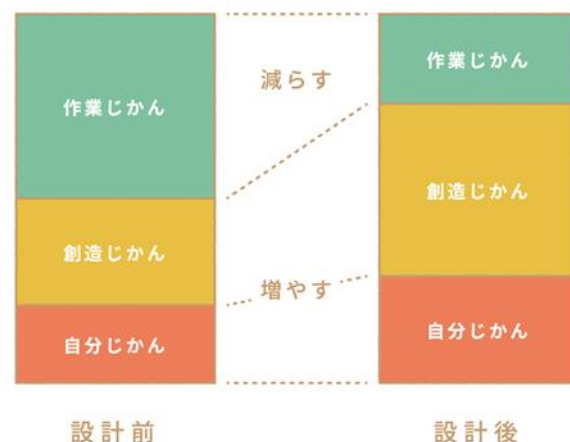 作業じかん
創造じかん
自分じかん
設計前
減らす
増やす
作業じかん
創造じかん
自分じかん
設計後